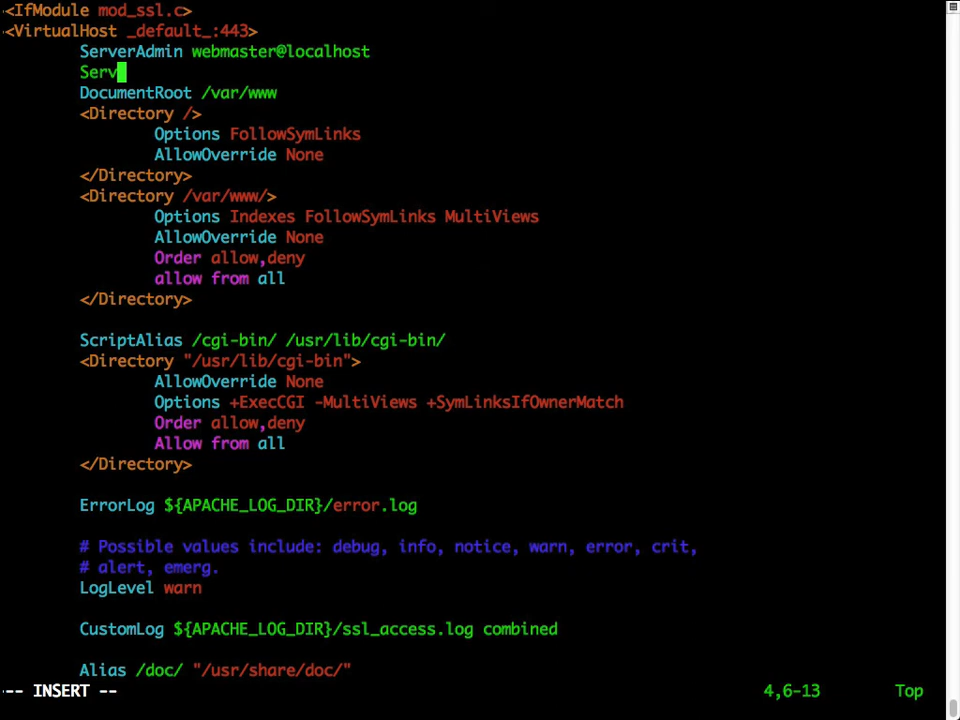 <IfModule mod_ssl.c>
<VirtualHost _default_:443>
        ServerAdmin webmaster@localhost
        Serv
        DocumentRoot /var/www
        <Directory />
                Options FollowSymLinks
                AllowOverride None
        </Directory>
        <Directory /var/www/>
                Options Indexes FollowSymLinks MultiViews
                AllowOverride None
                Order allow,deny
                allow from all
        </Directory>

        ScriptAlias /cgi-bin/ /usr/lib/cgi-bin/
        <Directory "/usr/lib/cgi-bin">
                AllowOverride None
                Options +ExecCGI -MultiViews +SymLinksIfOwnerMatch
                Order allow,deny
                Allow from all
        </Directory>

        ErrorLog ${APACHE_LOG_DIR}/error.log

        # Possible values include: debug, info, notice, warn, error, crit,
        # alert, emerg.
        LogLevel warn

        CustomLog ${APACHE_LOG_DIR}/ssl_access.log combined

        Alias /doc/ "/usr/share/doc/"
-- INSERT -- 4,6-13 Top